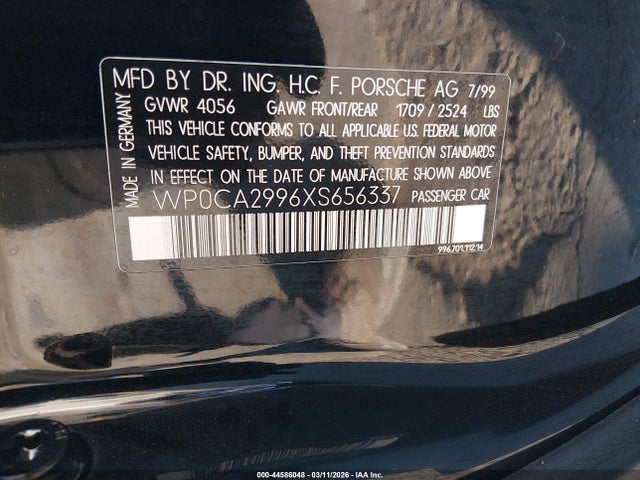 MFD BY DR. ING. H.C. F. PORSCHE AG 7/99
GVWR 4056 GAWR FRONT/REAR 1709 / 2524 LBS
THIS VEHICLE CONFORMS TO ALL APPLICABLE U.S. FEDERAL MOTOR
VEHICLE SAFETY, BUMPER, AND THEFT PREVENTION STANDARDS
IN EFFECT ON THE DATE OF MANUFACTURE SHOWN ABOVE.
WP0CA2996XS656337 PASSENGER CAR
996.701.112.14
MADE IN GERMANY
000-44586048 - 03/11/2026 - IAA Inc.